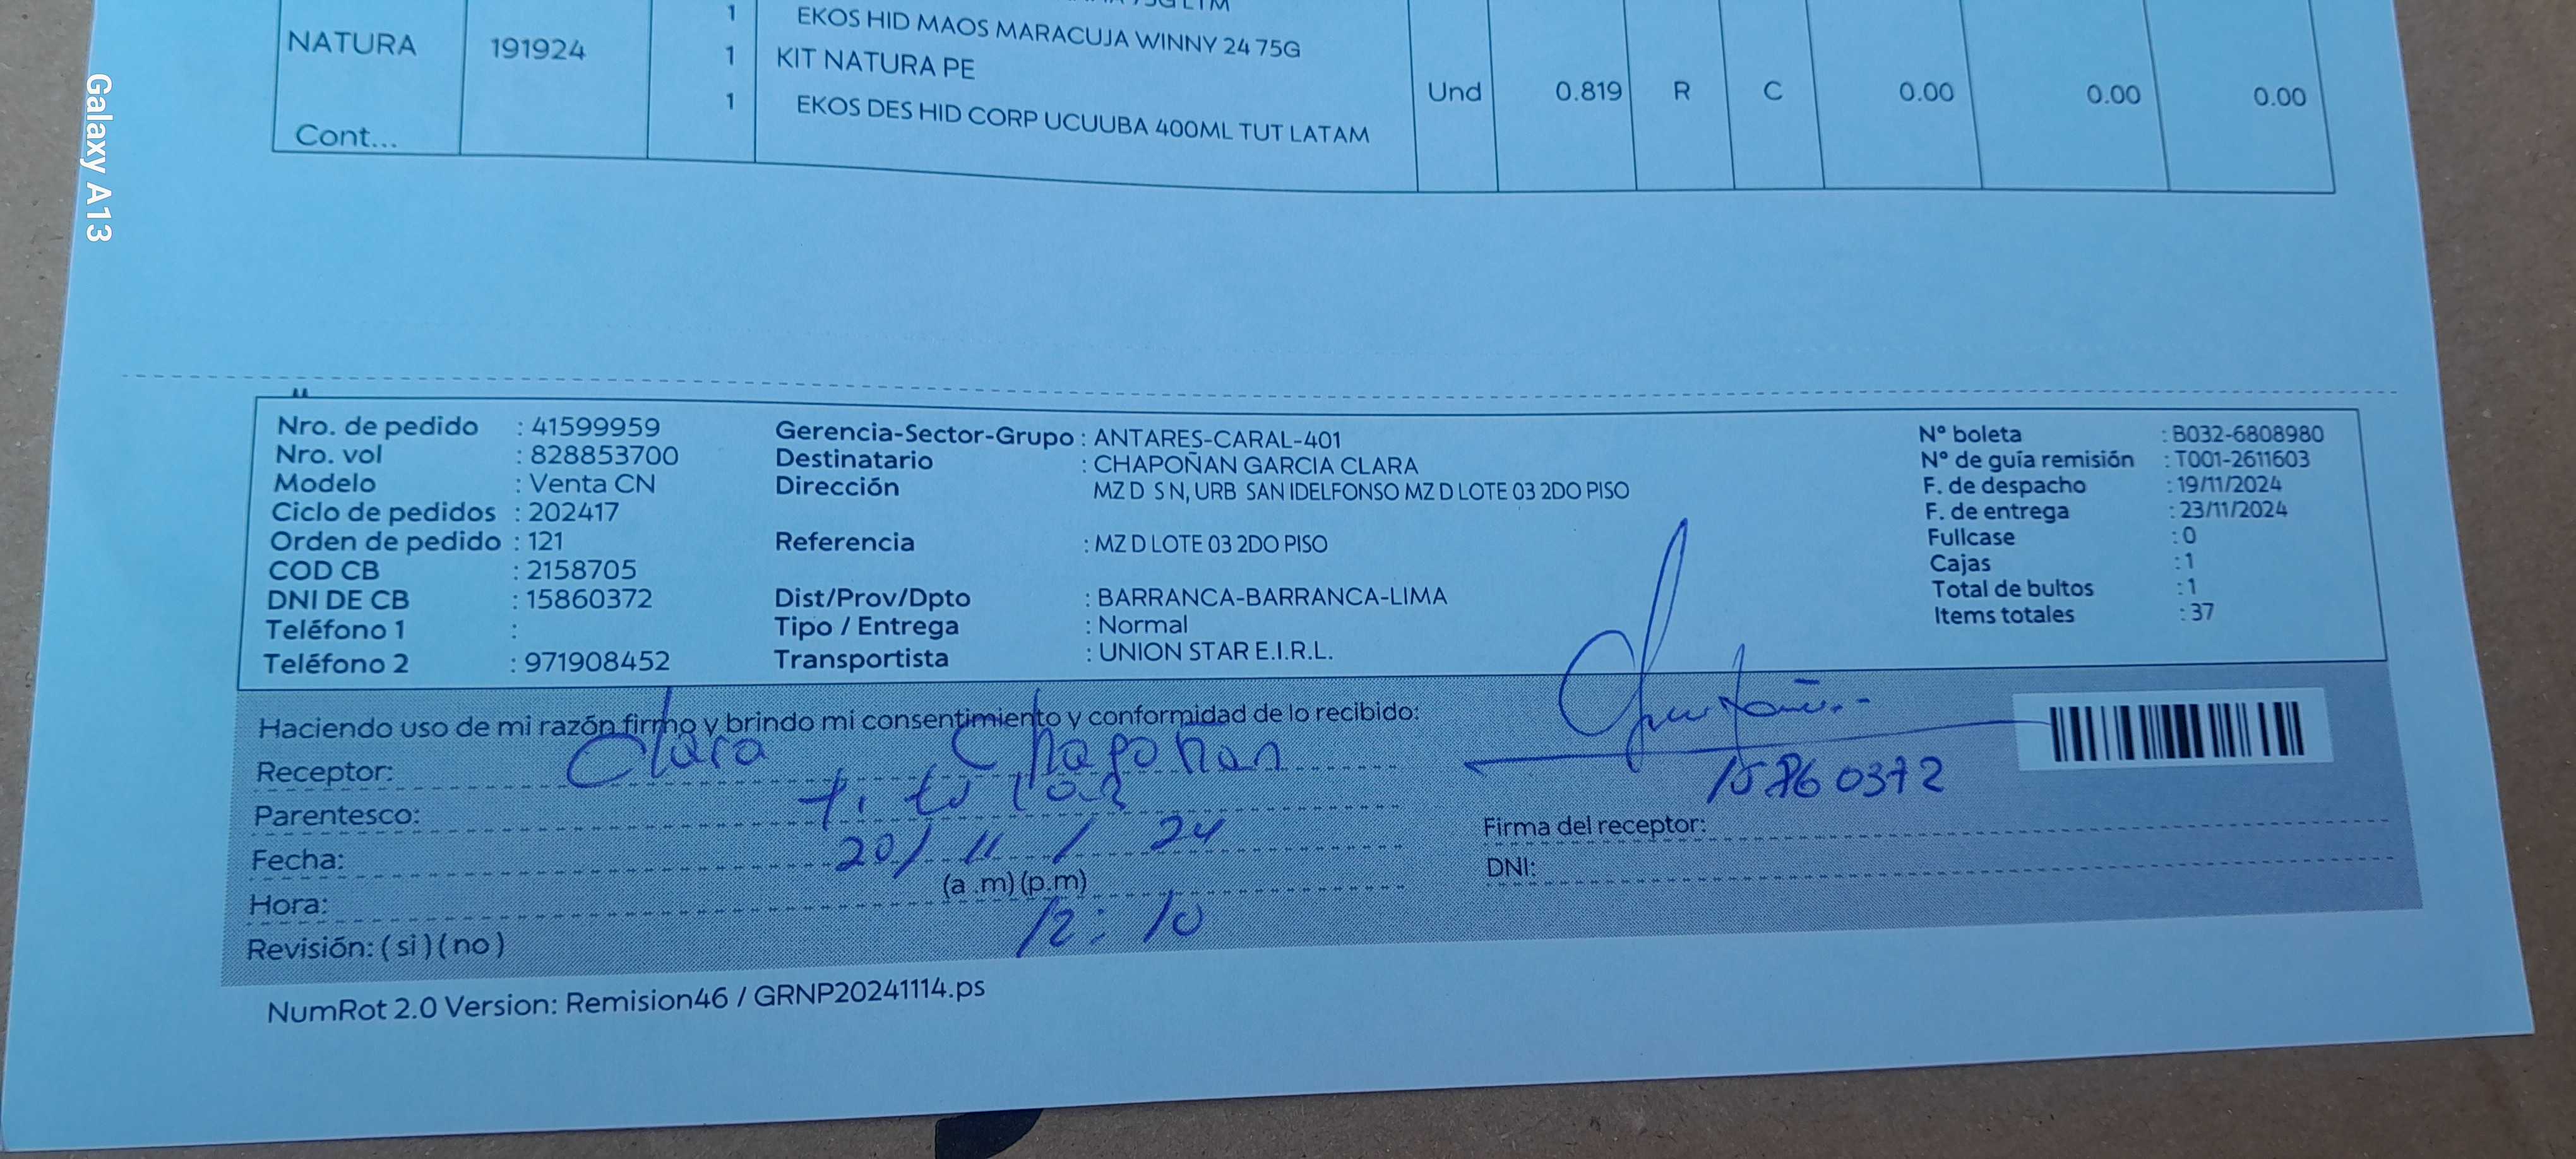 1 EKOS HID MAOS MARACUJA WINNY 24 75G
NATURA 191924 1 KIT NATURA PE
1 EKOS DES HID CORP UCUUBA 400ML TUT LATAM Und 0.819 R C 0.00 0.00 0.00
Cont...
Galaxy A13
Nro. de pedido : 41599959
Nro. vol : 828853700
Modelo : Venta CN
Ciclo de pedidos : 202417
Orden de pedido : 121
COD CB : 2158705
DNI DE CB : 15860372
Teléfono 1 :
Teléfono 2 : 971908452
Gerencia-Sector-Grupo : ANTARES-CARAL-401
Destinatario : CHAPOÑAN GARCIA CLARA
Dirección MZ D S N, URB SAN IDELFONSO MZ D LOTE 03 2DO PISO
Referencia : MZ D LOTE 03 2DO PISO
Dist/Prov/Dpto : BARRANCA-BARRANCA-LIMA
Tipo / Entrega : Normal
Transportista : UNION STAR E.I.R.L.
Nº boleta : B032-6808980
Nº de guía remisión : T001-2611603
F. de despacho : 19/11/2024
F. de entrega : 23/11/2024
Fullcase : 0
Cajas : 1
Total de bultos : 1
Items totales : 37
Haciendo uso de mi razón firmo y brindo mi consentimiento y conformidad de lo recibido:
Receptor: Clara Chapoñan
Parentesco: titular
Fecha: 20/11/24
(a .m) (p.m)
Hora: 12:10
Revisión: ( si ) ( no )
15860372
Firma del receptor:
DNI:
NumRot 2.0 Version: Remision46 / GRNP20241114.ps